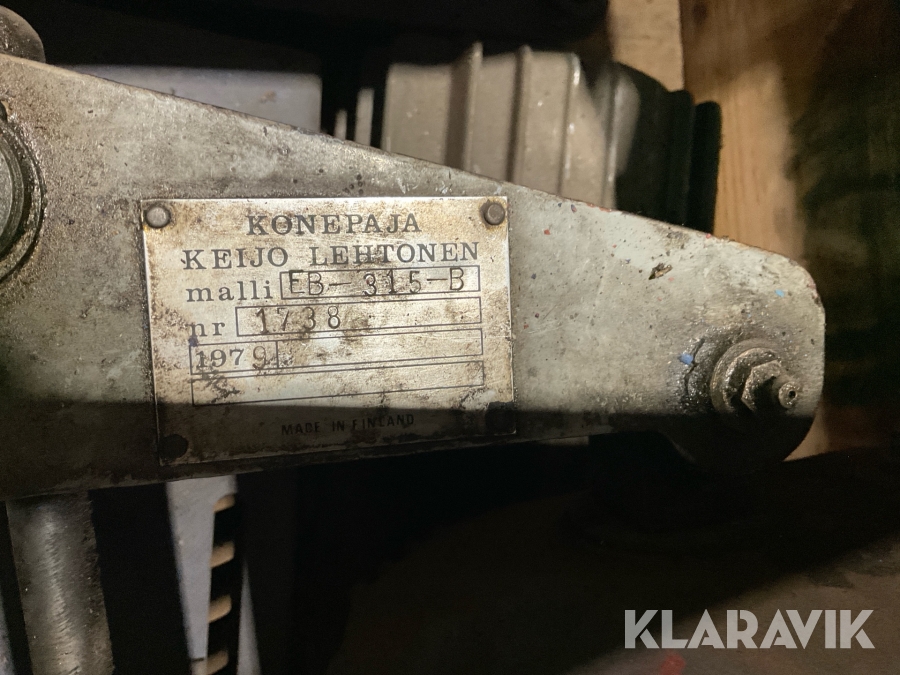 KONEPAJA
KEIJO LEHTONEN
malli EB-315-B
nr 1738
1979
MADE IN FINLAND
KLARAVIK